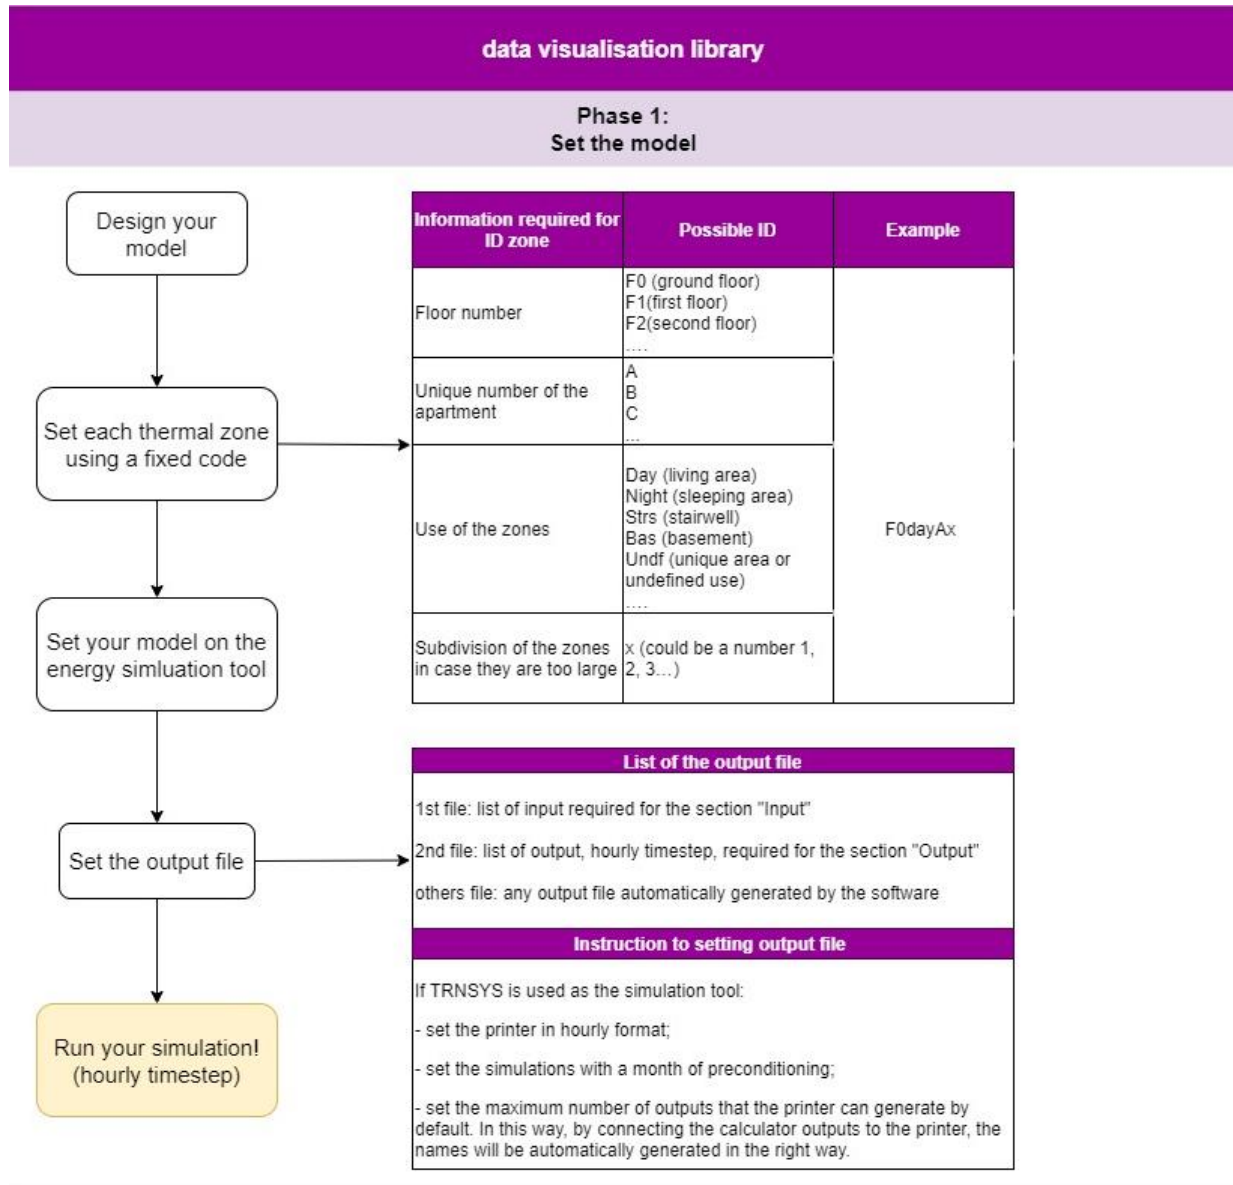 data visualisation library
Phase 1:
Set the model
Design your
model
Set each thermal zone
using a fixed code
Set your model on the
energy simluation tool
Set the output file
Run your simulation!
(hourly timestep)
Information required for
ID zone
Possible ID
Example
Floor number
F0 (ground floor)
F1(first floor)
F2(second floor)
....
Unique number of the
apartment
A
B
C
...
Use of the zones
Day (living area)
Night (sleeping area)
Strs (stairwell)
Bas (basement)
Undf (unique area or
undefined use)
....
F0dayAx
Subdivision of the zones
in case they are too large
x (could be a number 1,
2, 3...)
List of the output file
1st file: list of input required for the section "Input"
2nd file: list of output, hourly timestep, required for the section "Output"
others file: any output file automatically generated by the software
Instruction to setting output file
If TRNSYS is used as the simulation tool:
- set the printer in hourly format;
- set the simulations with a month of preconditioning;
- set the maximum number of outputs that the printer can generate by
default. In this way, by connecting the calculator outputs to the printer, the
names will be automatically generated in the right way.